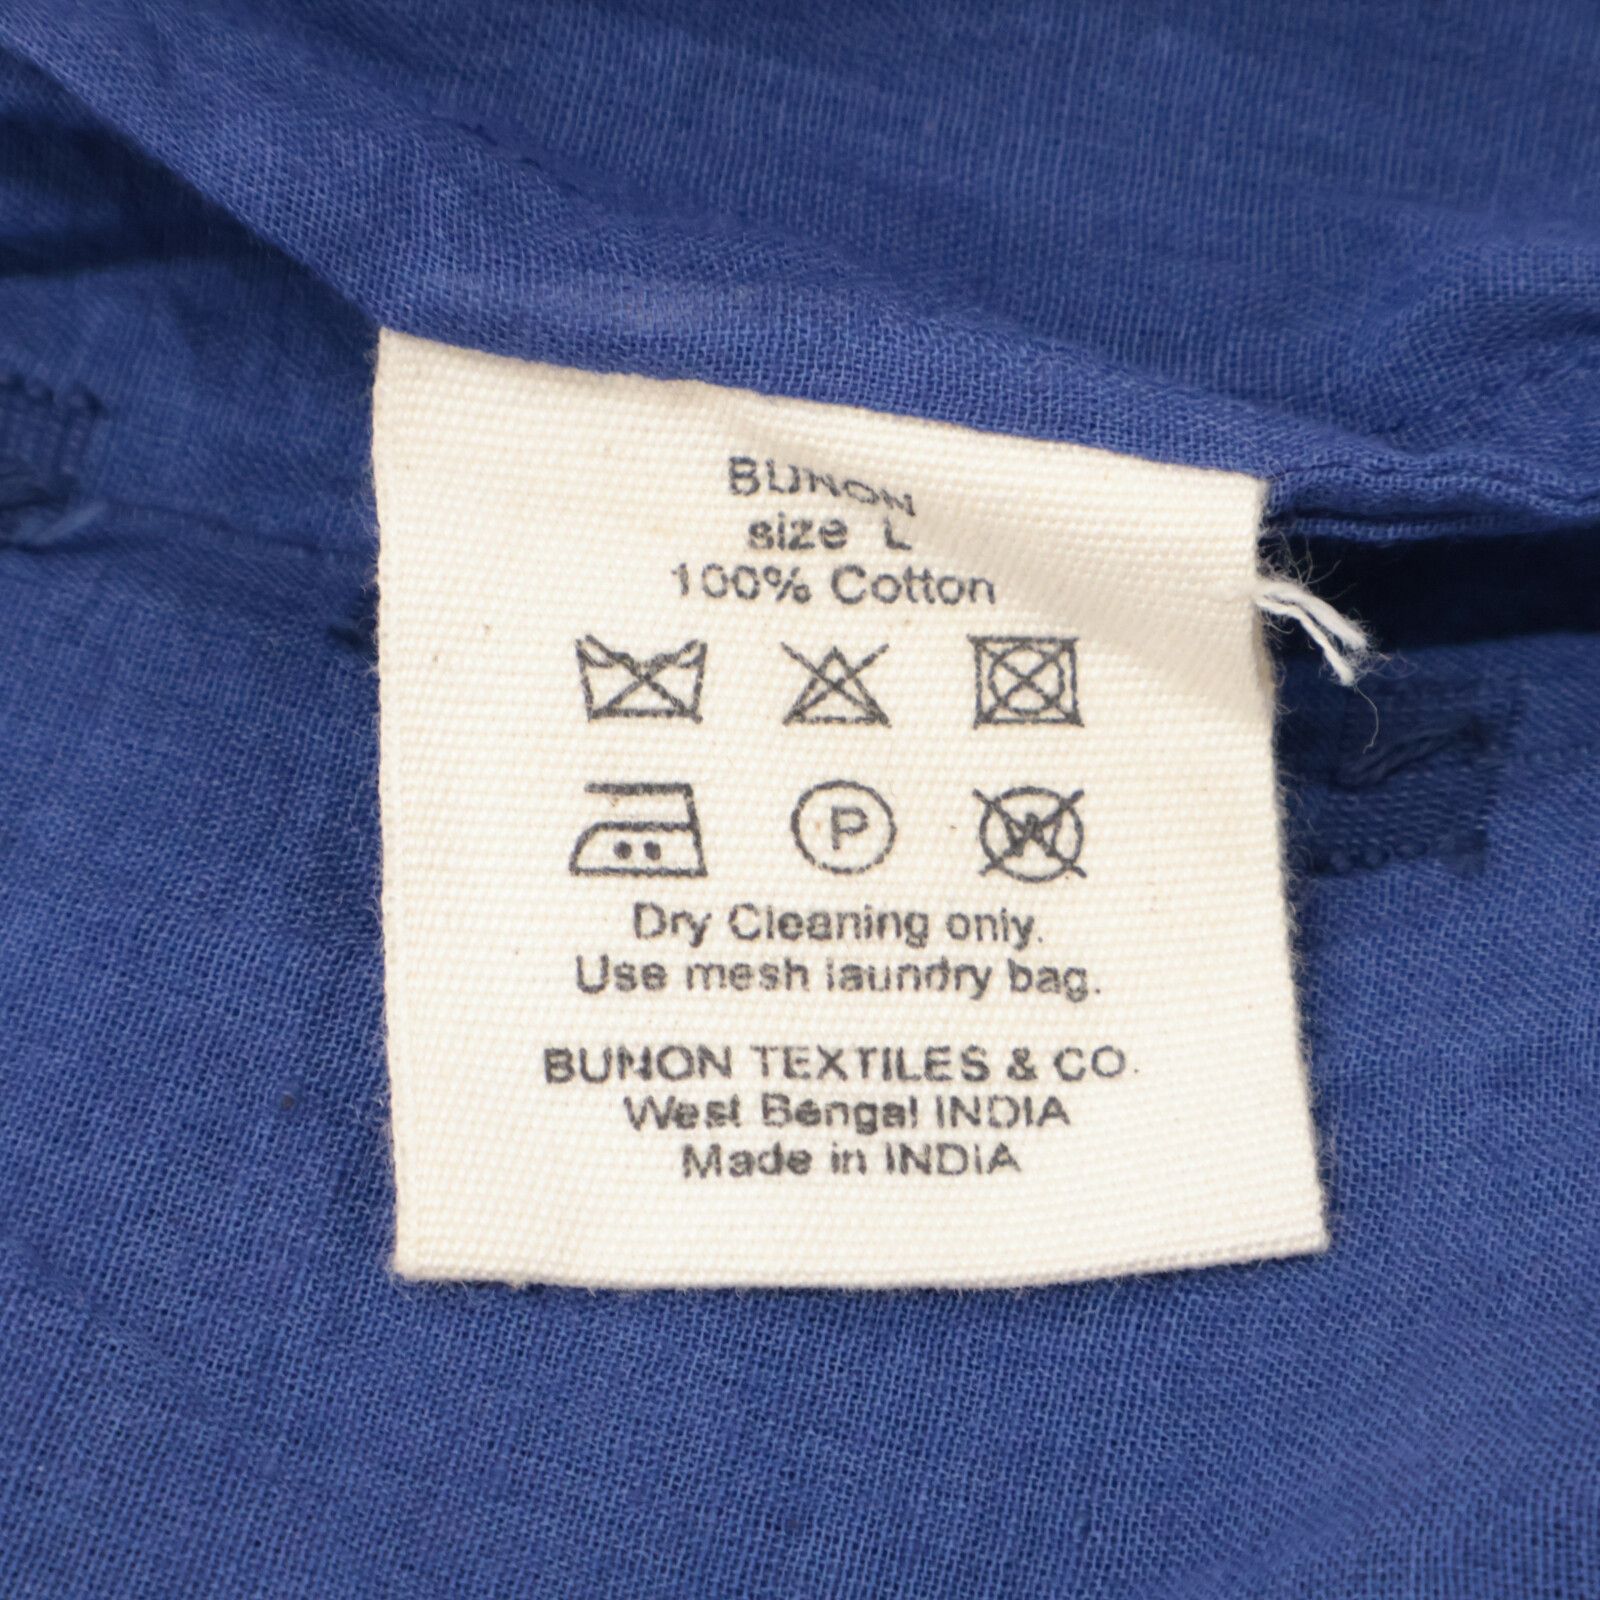 BUNON
size L
100% Cotton
P W
Dry Cleaning only.
Use mesh laundry bag.
BUNON TEXTILES & CO.
West Bengal INDIA
Made in INDIA